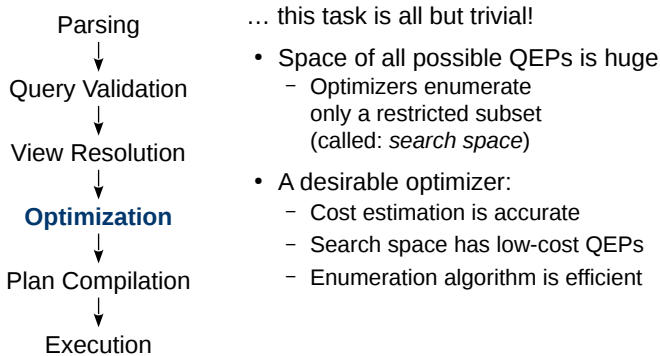 Parsing
Query Validation
View Resolution
Optimization
Plan Compilation
Execution
… this task is all but trivial!
• Space of all possible QEPs is huge
– Optimizers enumerate
only a restricted subset
(called: search space)
• A desirable optimizer:
– Cost estimation is accurate
– Search space has low-cost QEPs
– Enumeration algorithm is efficient